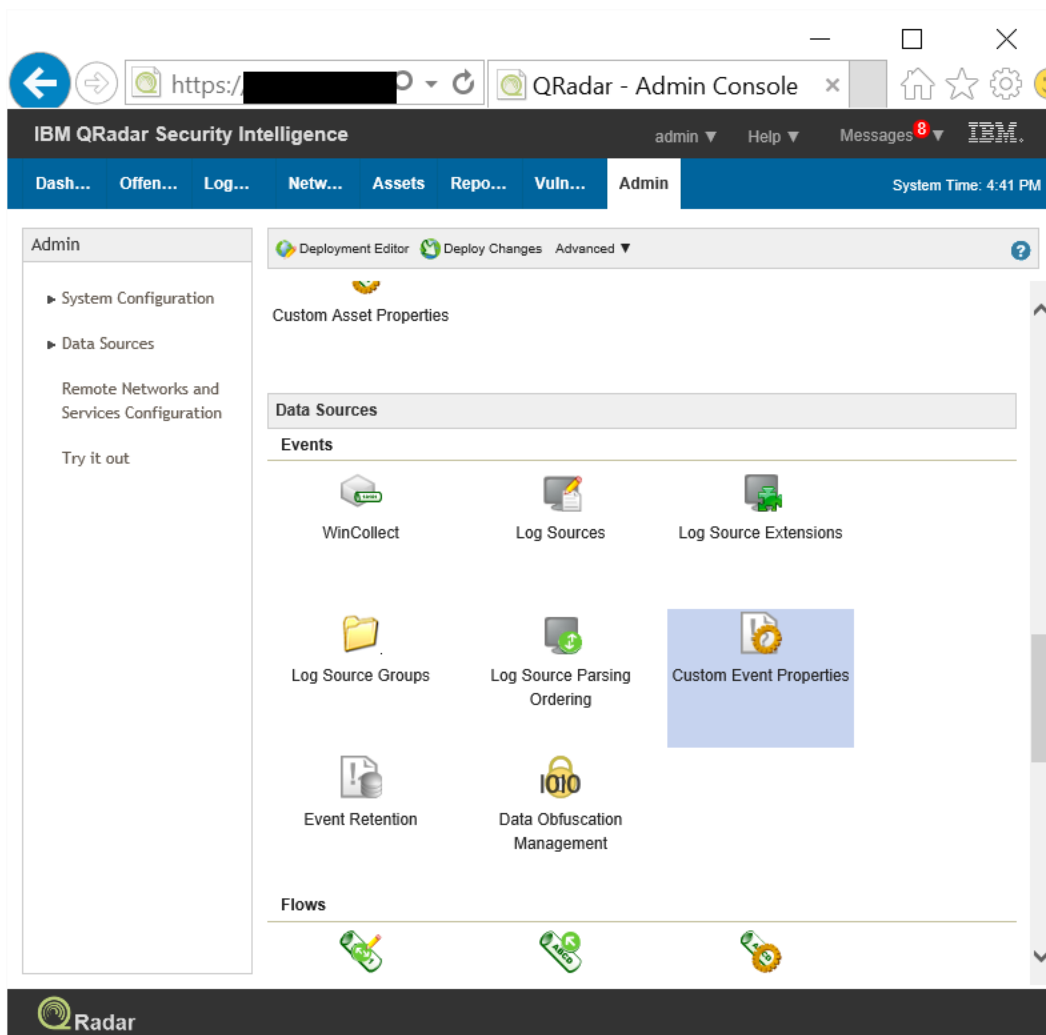 https:/
QRadar - Admin Console
IBM QRadar Security Intelligence
admin ▼ Help ▼ Messages 8 ▼ IBM.
Dash... Offen... Log... Netw... Assets Repo... Vuln... Admin System Time: 4:41 PM
Admin
System Configuration
Data Sources
Remote Networks and
Services Configuration
Try it out
Deployment Editor Deploy Changes Advanced ▼ ?
Custom Asset Properties
Data Sources
Events
WinCollect Log Sources Log Source Extensions
Log Source Groups Log Source Parsing Custom Event Properties
Ordering
Event Retention Data Obfuscation
Management
Flows
QRadar